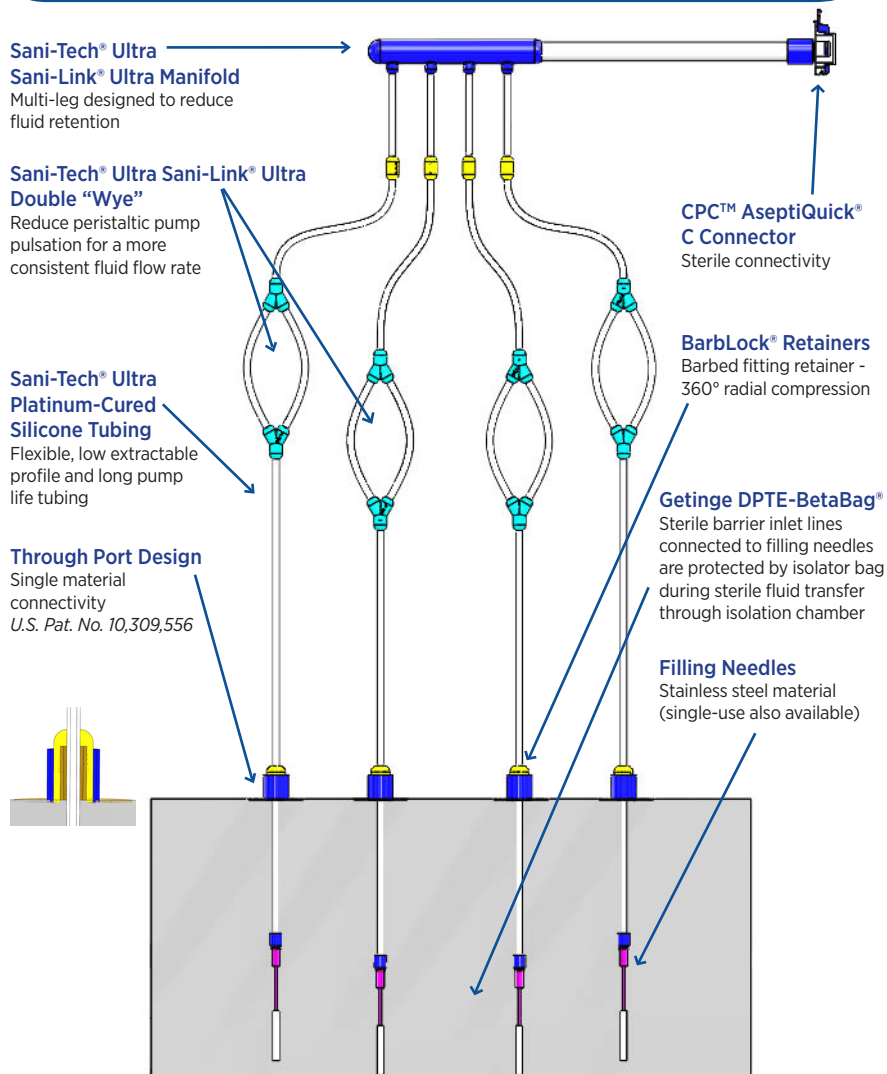 Sani-Tech® Ultra
Sani-Link® Ultra Manifold
Multi-leg designed to reduce
fluid retention
Sani-Tech® Ultra Sani-Link® Ultra
Double “Wye”
Reduce peristaltic pump
pulsation for a more
consistent fluid flow rate
Sani-Tech® Ultra
Platinum-Cured
Silicone Tubing
Flexible, low extractable
profile and long pump
life tubing
Through Port Design
Single material
connectivity
U.S. Pat. No. 10,309,556
CPC™ AseptiQuick®
C Connector
Sterile connectivity
BarbLock® Retainers
Barbed fitting retainer -
360° radial compression
Getinge DPTE-BetaBag®
Sterile barrier inlet lines
connected to filling needles
are protected by isolator bag
during sterile fluid transfer
through isolation chamber
Filling Needles
Stainless steel material
(single-use also available)